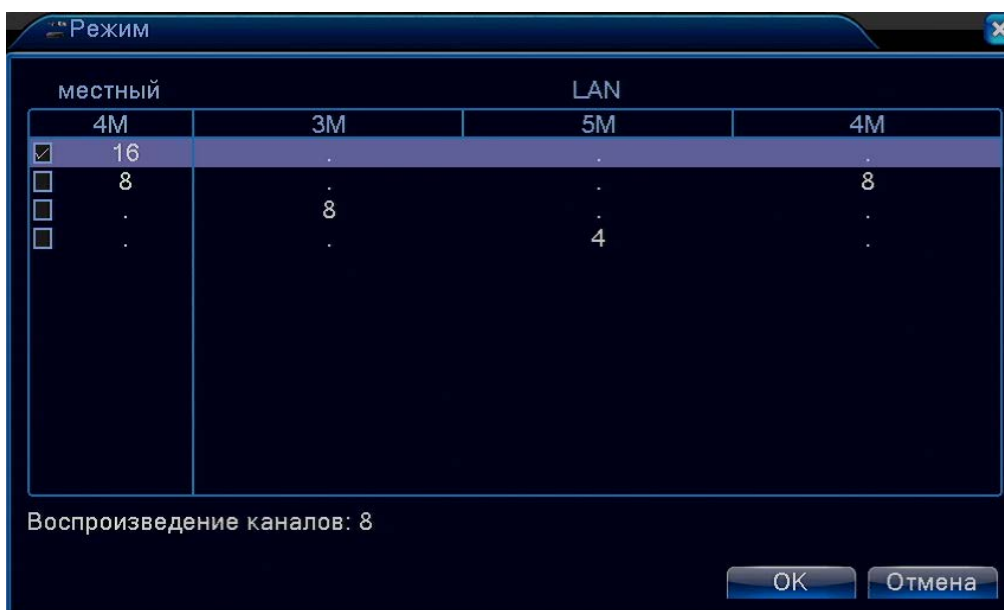 Режим
местный LAN
4M 3M 5M 4M
16 . . .
8 . . 8
. 8 . .
. . 4 .
Воспроизведение каналов: 8
OK Отмена